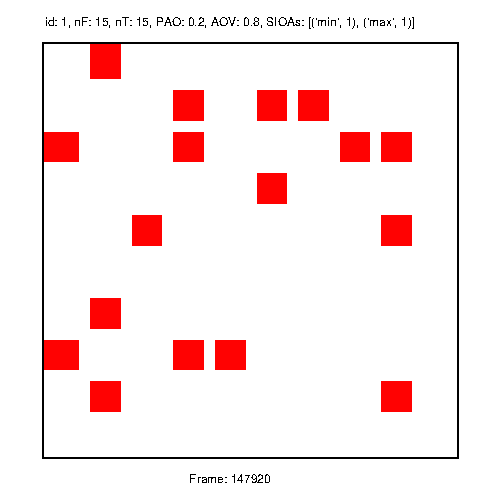 id: 1, nF: 15, nT: 15, PAO: 0.2, AOV: 0.8, SIOAs: [('min', 1), ('max', 1)]
Frame: 147920